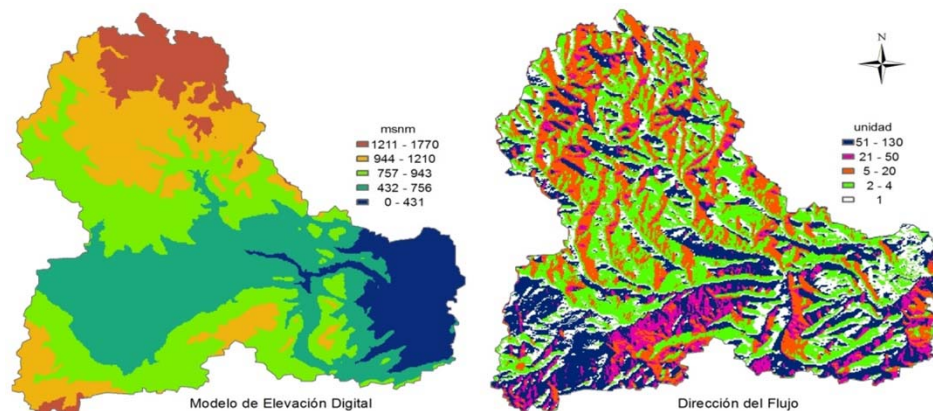 msnm
1211 - 1770
944 - 1210
757 - 943
432 - 756
0 - 431
Modelo de Elevación Digital
N
unidad
51 - 130
21 - 50
5 - 20
2 - 4
1
Dirección del Flujo